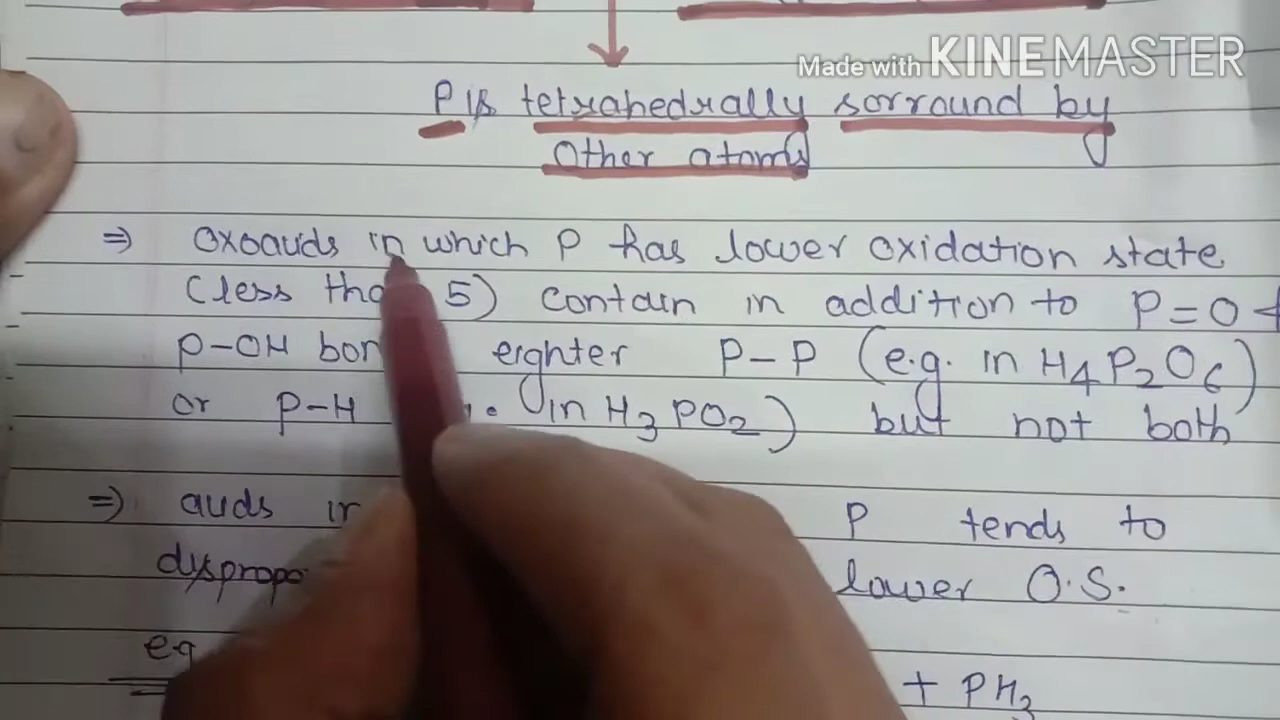 Made with KINEMASTER
P is tetrahedrally sorround by
Other atoms
⇒ oxoacids in which P has lower oxidation state
(less tha 5) contain in addition to P=O
P-OH bon eighter P-P (e.g. in H4P2O6)
or P-H in H3PO2) but not both
⇒ acids P tends to
dyspropo lower O.S.
eg
+ PH3